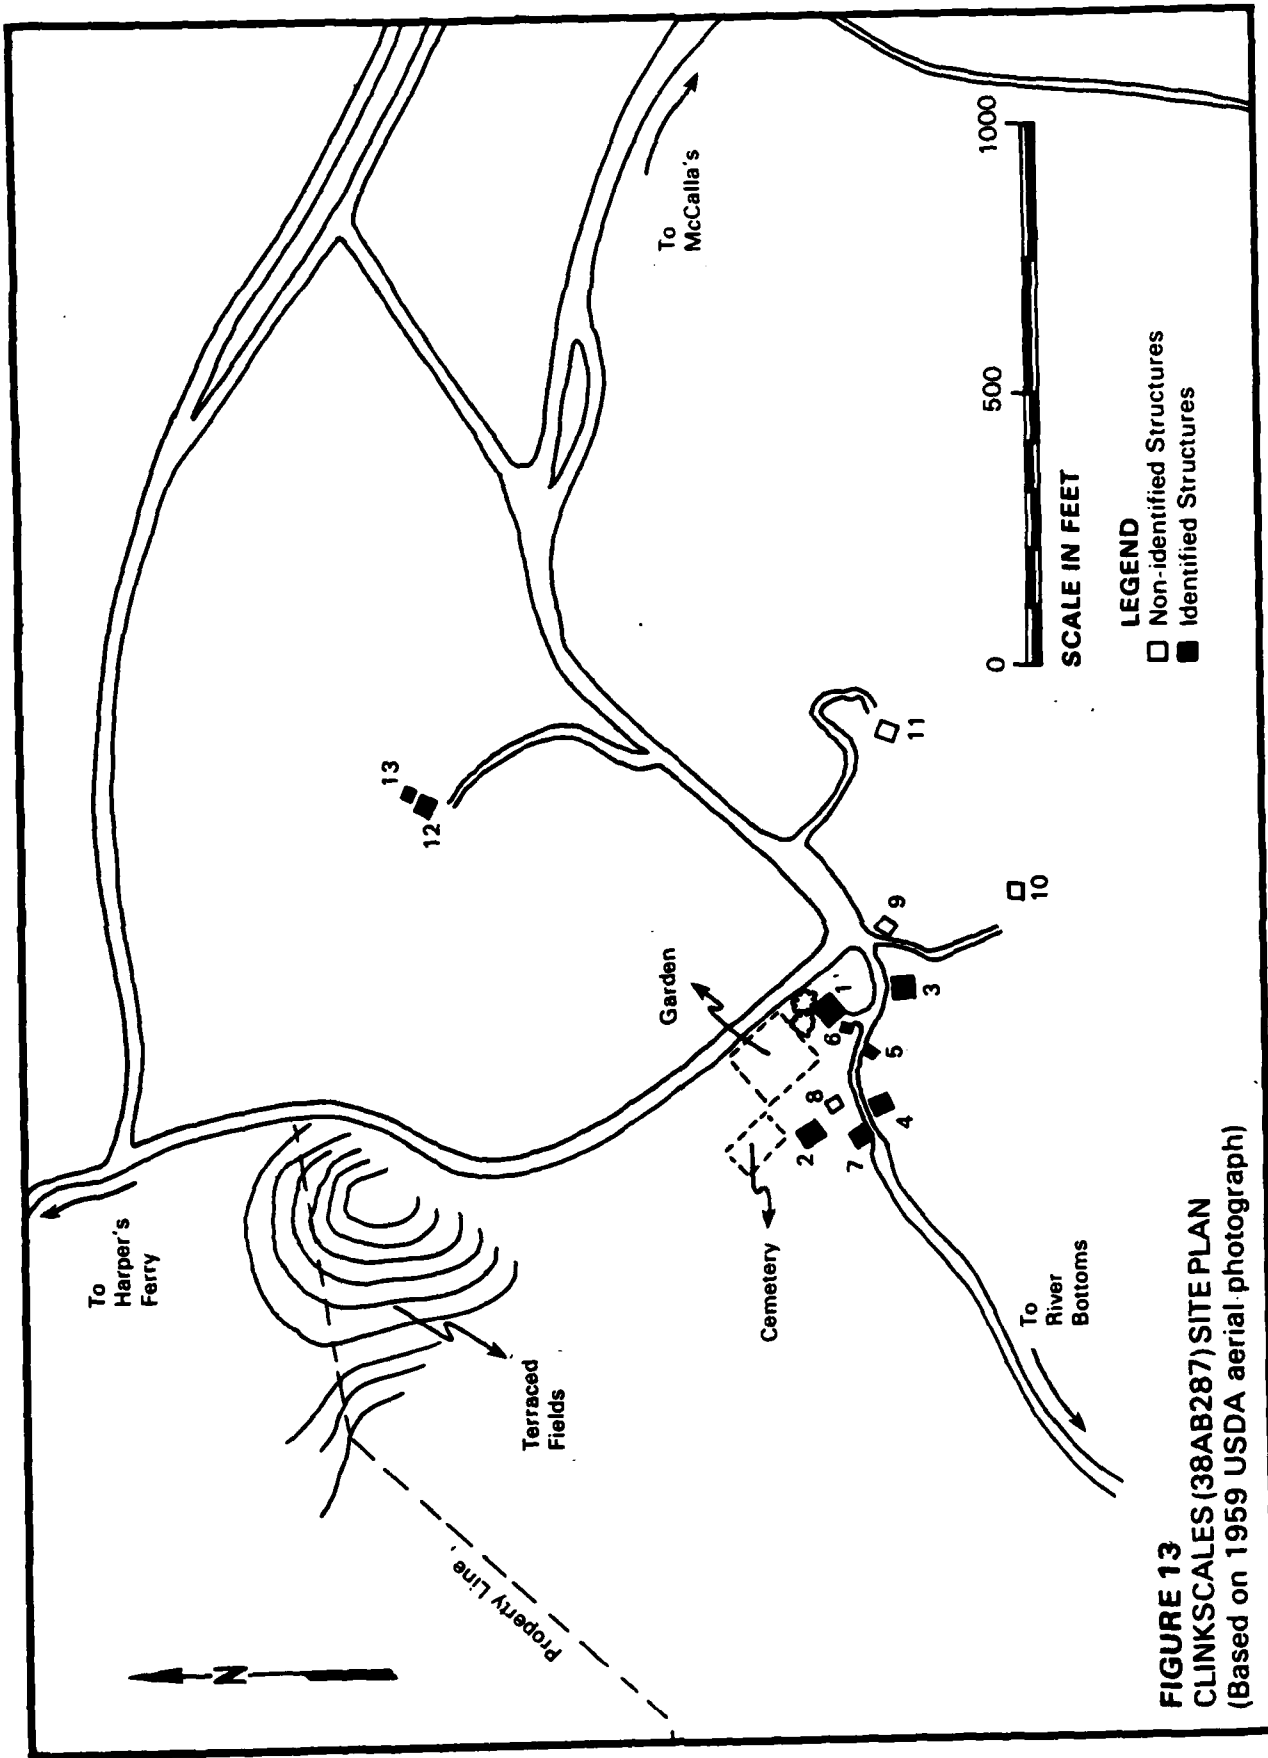 To
Harper's
Ferry
Terraced
Fields
Property Line
N
13
12
To
McCalla's
Garden
Cemetery
1
2
3
4
5
6
7
8
9
10
11
To
River
Bottoms
0 500 1000
SCALE IN FEET
LEGEND
Non-identified Structures
Identified Structures
FIGURE 13
CLINKSCALES (38AB287) SITE PLAN
(Based on 1959 USDA aerial photograph)